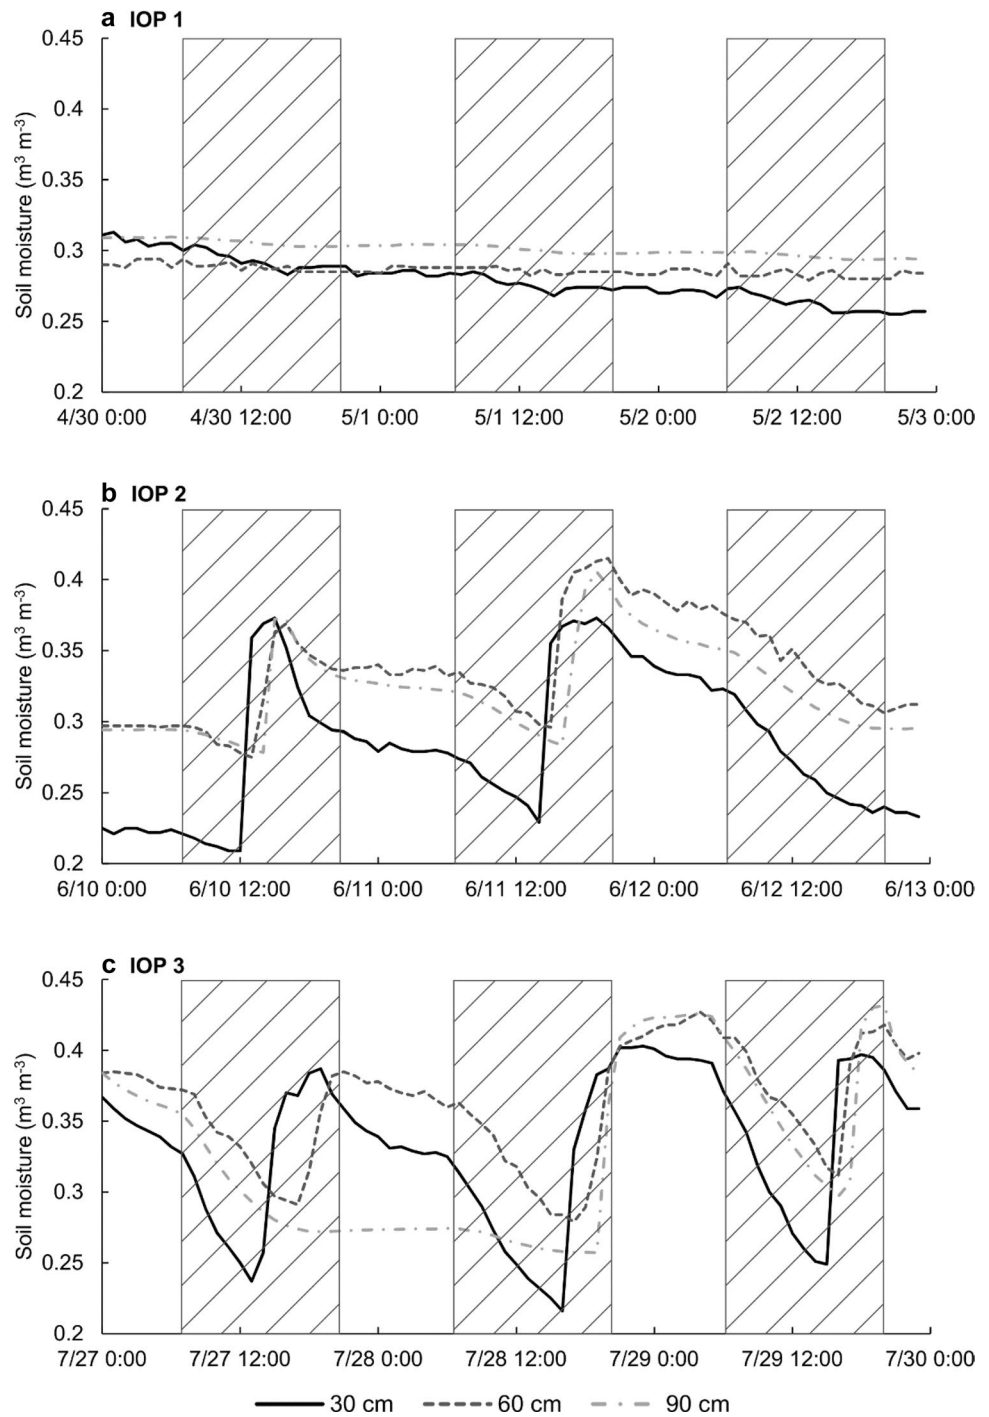 a IOP 1
0.45
0.4
0.35
0.3
0.25
0.2
Soil moisture (m³ m⁻³)
4/30 0:00 4/30 12:00 5/1 0:00 5/1 12:00 5/2 0:00 5/2 12:00 5/3 0:00
b IOP 2
0.45
0.4
0.35
0.3
0.25
0.2
Soil moisture (m³ m⁻³)
6/10 0:00 6/10 12:00 6/11 0:00 6/11 12:00 6/12 0:00 6/12 12:00 6/13 0:00
c IOP 3
0.45
0.4
0.35
0.3
0.25
0.2
Soil moisture (m³ m⁻³)
7/27 0:00 7/27 12:00 7/28 0:00 7/28 12:00 7/29 0:00 7/29 12:00 7/30 0:00
30 cm 60 cm 90 cm